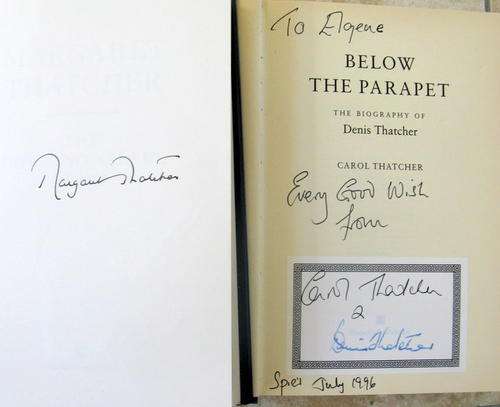 Margaret Thatcher
To Elgene
BELOW
THE PARAPET
THE BIOGRAPHY OF
Denis Thatcher
CAROL THATCHER
Every Good Wish
from
Carol Thatcher
&
Denis Thatcher
July 1996